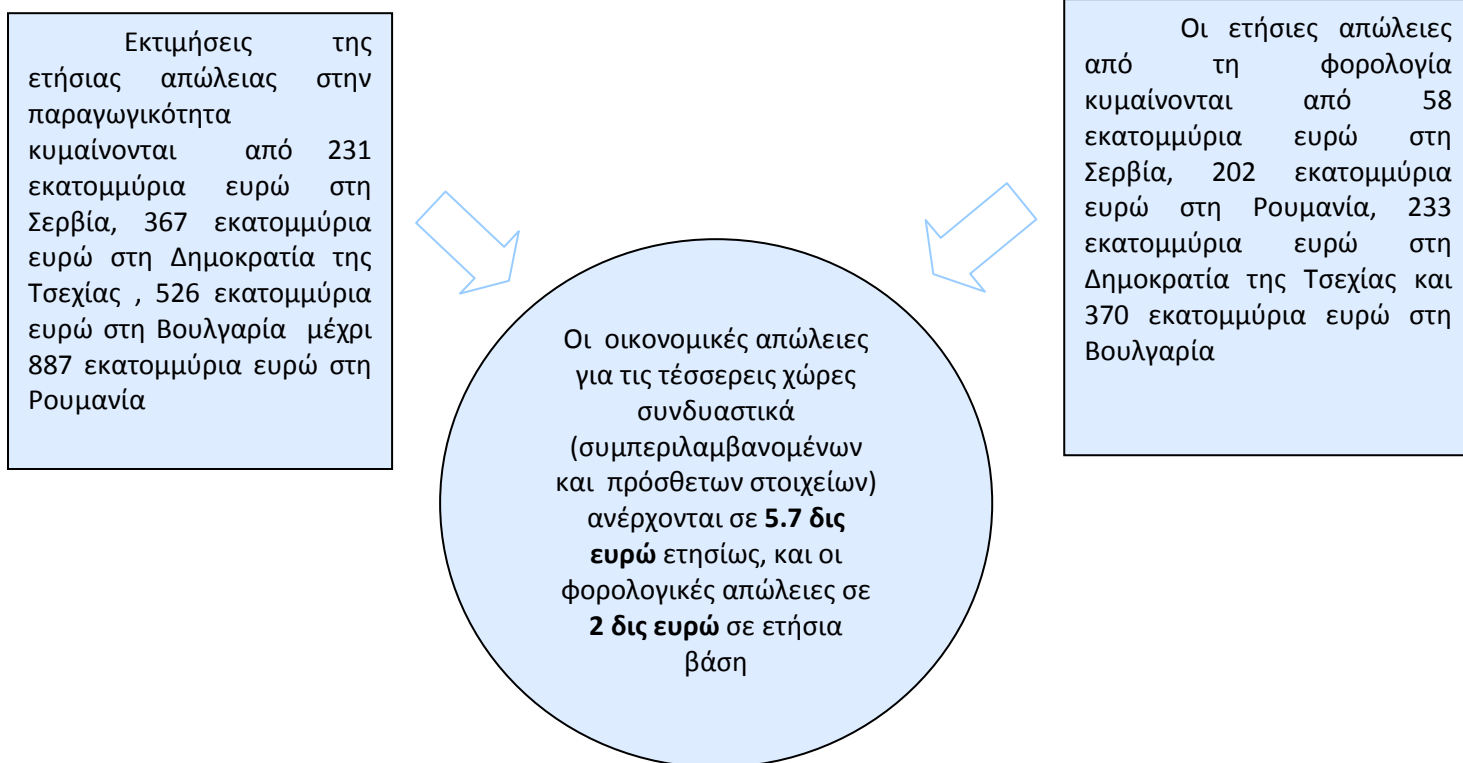 Εκτιμήσεις της
ετήσιας απώλειας στην
παραγωγικότητα
κυμαίνονται από 231
εκατομμύρια ευρώ στη
Σερβία, 367 εκατομμύρια
ευρώ στη Δημοκρατία της
Τσεχίας , 526 εκατομμύρια
ευρώ στη Βουλγαρία μέχρι
887 εκατομμύρια ευρώ στη
Ρουμανία
Οι ετήσιες απώλειες
από τη φορολογία
κυμαίνονται από 58
εκατομμύρια ευρώ στη
Σερβία, 202 εκατομμύρια
ευρώ στη Ρουμανία, 233
εκατομμύρια ευρώ στη
Δημοκρατία της Τσεχίας και
370 εκατομμύρια ευρώ στη
Βουλγαρία
Οι οικονομικές απώλειες
για τις τέσσερεις χώρες
συνδυαστικά
(συμπεριλαμβανομένων
και πρόσθετων στοιχείων)
ανέρχονται σε 5.7 δις
ευρώ ετησίως, και οι
φορολογικές απώλειες σε
2 δις ευρώ σε ετήσια
βάση